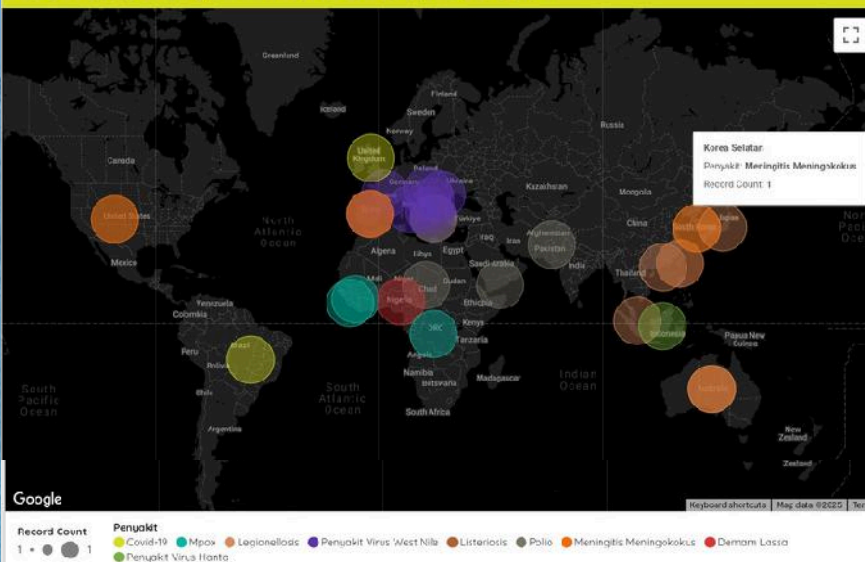 Greenland
Iceland
Finland
Sweden
Norway
Russia
United
Kingdom
Canada
Poland
Ukraine
Kazakhstan
Mongolia
Korea Selatan
Penyakit: Meningitis Meningokokus
Record Count: 1
United States
North
Atlantic
Ocean
Türkiye
China
South Korea
Japan
Afghanistan
Pakistan
Iraq
Iran
Algeria
Libya
Egypt
Mexico
Saudi Arabia
India
Thailand
Mali
Niger
Chad
Sudan
Nigeria
Ethiopia
Venezuela
Colombia
DRC
Kenya
Tanzania
Indonesia
Papua New
Guinea
Brazil
Peru
Bolivia
Angola
Namibia
Botswana
Madagascar
Indian
Ocean
Australia
South
Pacific
Ocean
South
Atlantic
Ocean
Chile
South Africa
Argentina
New
Zealand
Google
Keyboard shortcuts
Map data ©2025
Record Count
1
1
Penyakit
Covid-19
Mpox
Legionellosis
Penyakit Virus West Nile
Listeriosis
Polio
Meningitis Meningokokus
Demam Lassa
Penyakit Virus Hanta